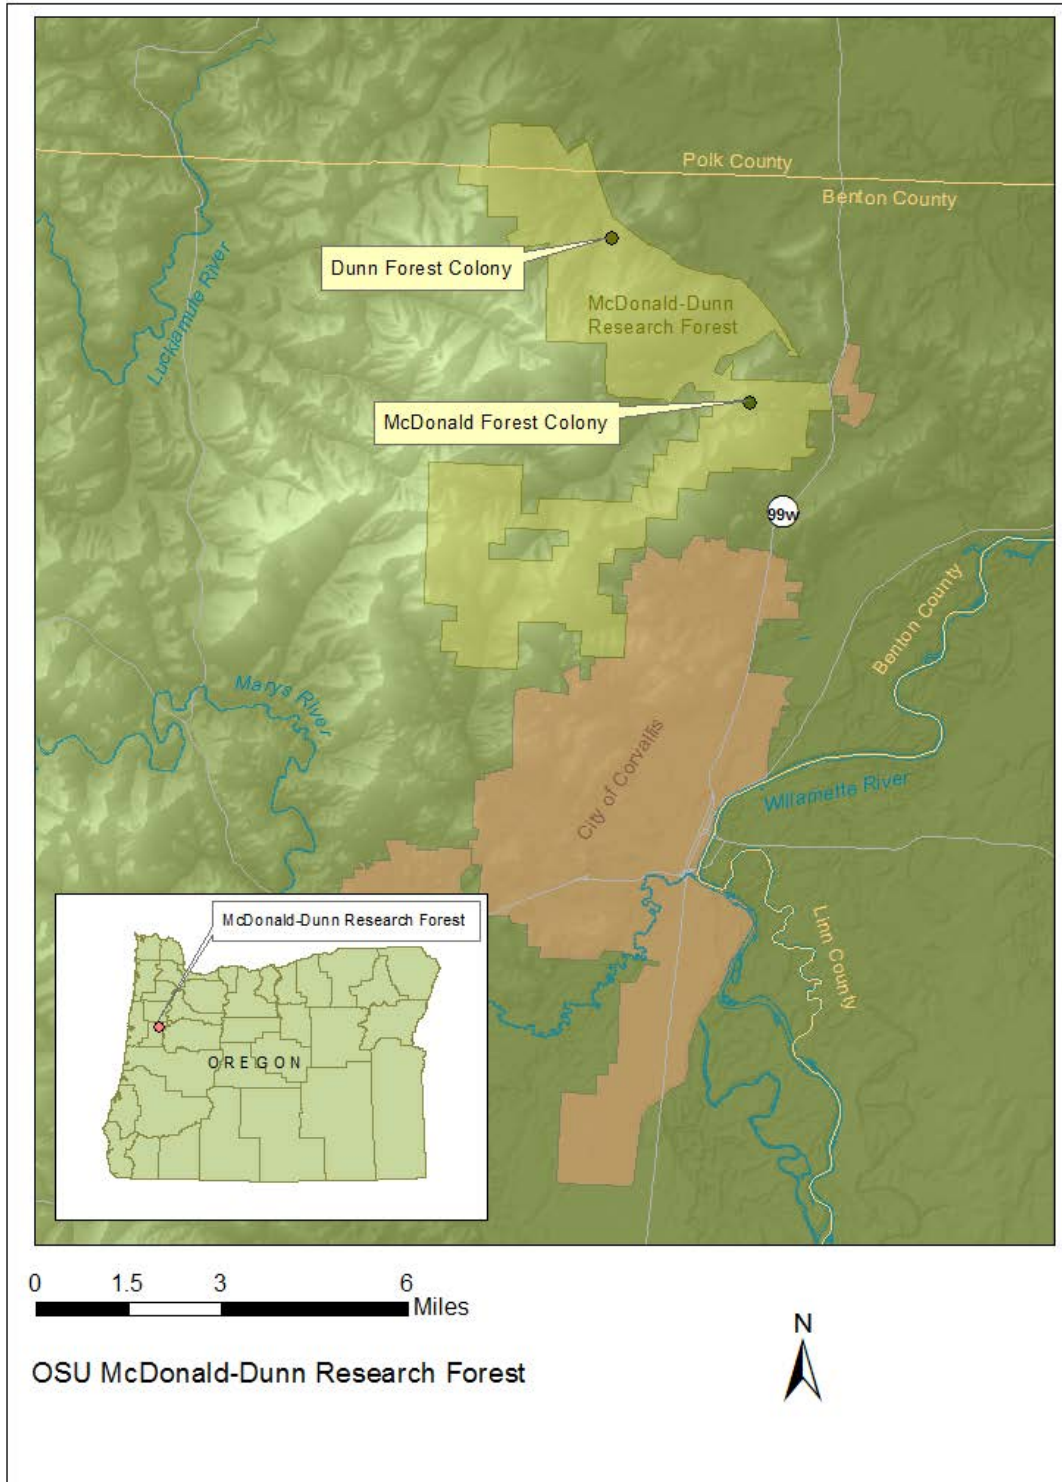 Polk County
Benton County
Dunn Forest Colony
Luckiamute River
McDonald-Dunn
Research Forest
McDonald Forest Colony
99w
Benton County
Marys River
City of Corvallis
Willamette River
Linn County
McDonald-Dunn Research Forest
OREGON
0 1.5 3 6
Miles
N
OSU McDonald-Dunn Research Forest